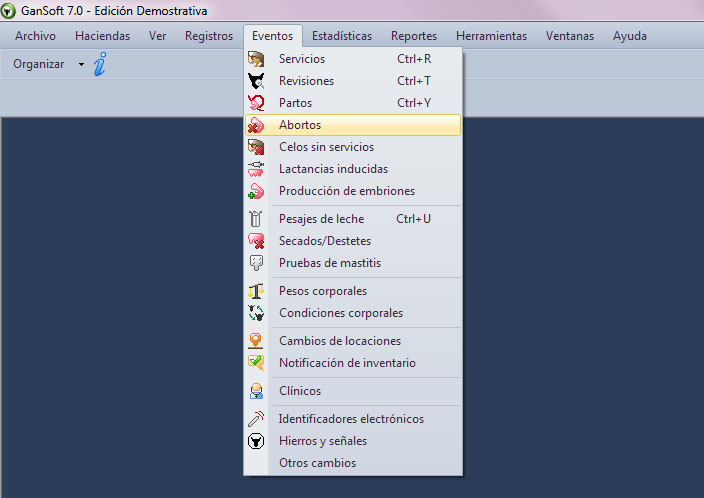 GanSoft 7.0 - Edición Demostrativa
Archivo Haciendas Ver Registros Eventos Estadísticas Reportes Herramientas Ventanas Ayuda
Organizar
Servicios Ctrl+R
Revisiones Ctrl+T
Partos Ctrl+Y
Abortos
Celos sin servicios
Lactancias inducidas
Producción de embriones
Pesajes de leche Ctrl+U
Secados/Destetes
Pruebas de mastitis
Pesos corporales
Condiciones corporales
Cambios de locaciones
Notificación de inventario
Clínicos
Identificadores electrónicos
Hierros y señales
Otros cambios